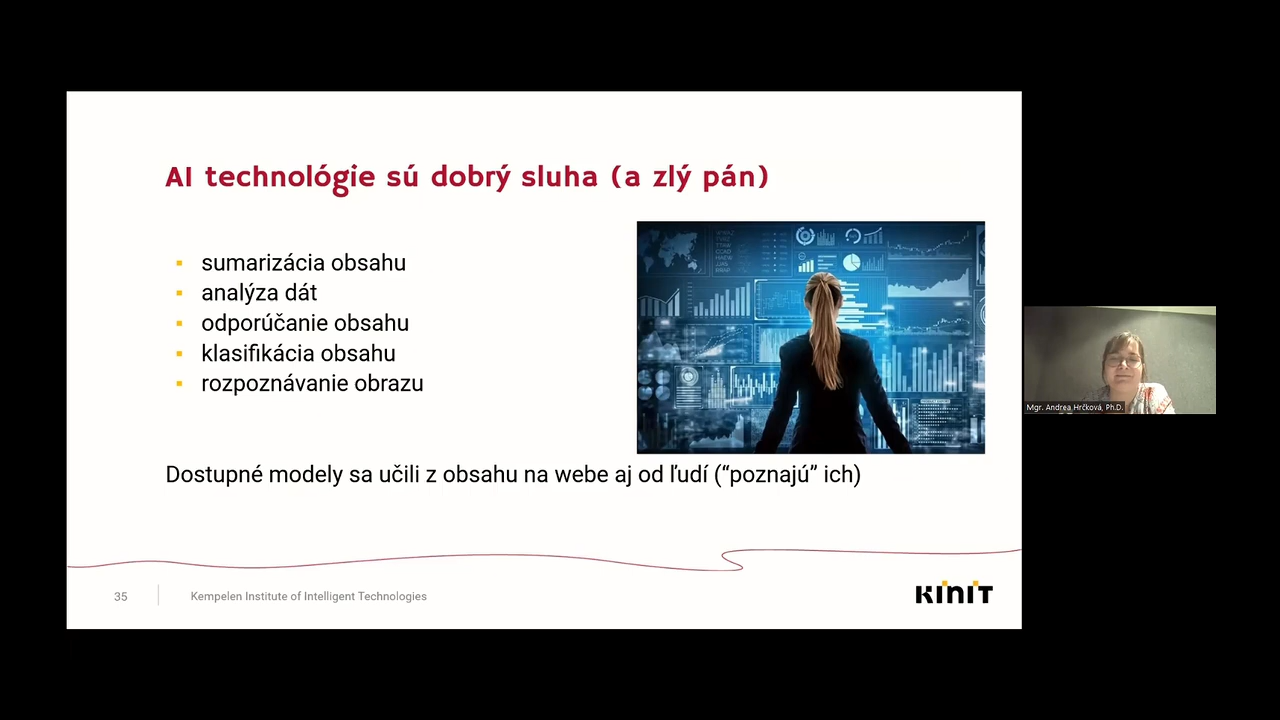 AI technológie sú dobrý sluha (a zlý pán)
sumarizácia obsahu
analýza dát
odporúčanie obsahu
klasifikácia obsahu
rozpoznávanie obrazu
Dostupné modely sa učili z obsahu na webe aj od ľudí (“poznajú” ich)
35
Kempelen Institute of Intelligent Technologies
KINIT
Mgr. Andrea Hrčková, Ph.D.